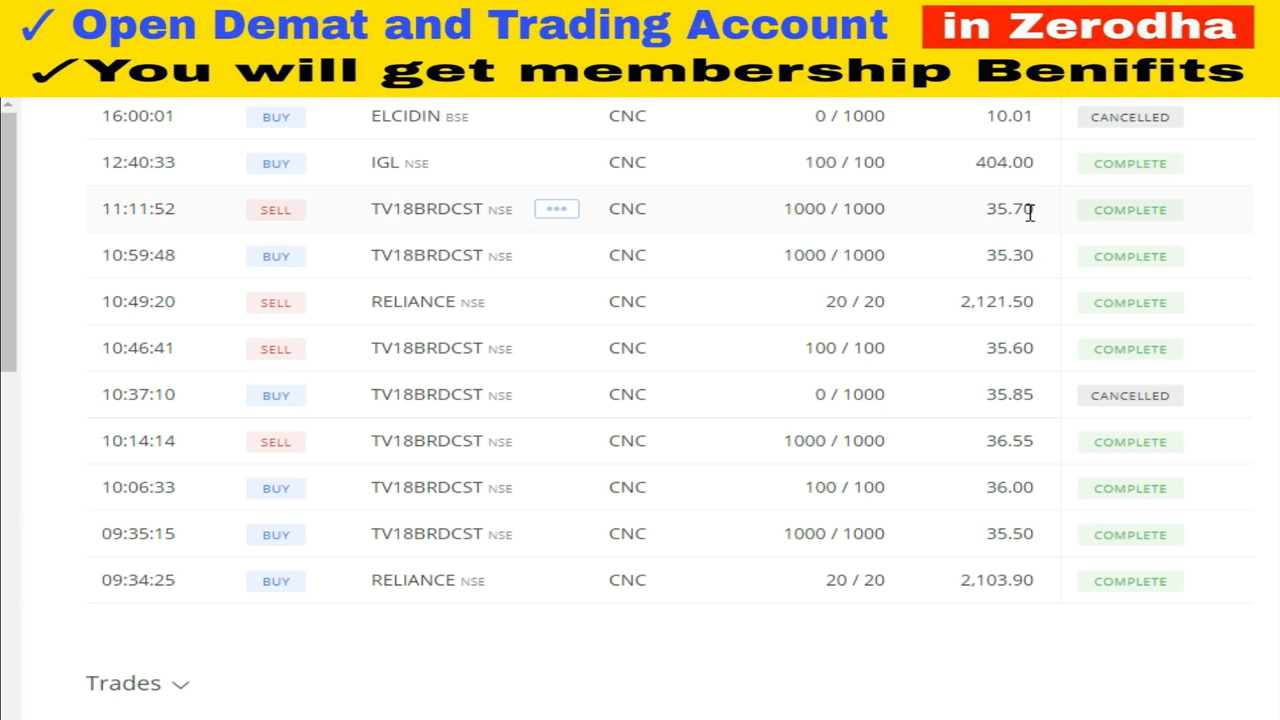 ✓ Open Demat and Trading Account in Zerodha
✓You will get membership Benifits
16:00:01 BUY ELCIDIN BSE CNC 0 / 1000 10.01 CANCELLED
12:40:33 BUY IGL NSE CNC 100 / 100 404.00 COMPLETE
11:11:52 SELL TV18BRDCST NSE ••• CNC 1000 / 1000 35.70 COMPLETE
10:59:48 BUY TV18BRDCST NSE CNC 1000 / 1000 35.30 COMPLETE
10:49:20 SELL RELIANCE NSE CNC 20 / 20 2,121.50 COMPLETE
10:46:41 SELL TV18BRDCST NSE CNC 100 / 100 35.60 COMPLETE
10:37:10 BUY TV18BRDCST NSE CNC 0 / 1000 35.85 CANCELLED
10:14:14 SELL TV18BRDCST NSE CNC 1000 / 1000 36.55 COMPLETE
10:06:33 BUY TV18BRDCST NSE CNC 100 / 100 36.00 COMPLETE
09:35:15 BUY TV18BRDCST NSE CNC 1000 / 1000 35.50 COMPLETE
09:34:25 BUY RELIANCE NSE CNC 20 / 20 2,103.90 COMPLETE
Trades